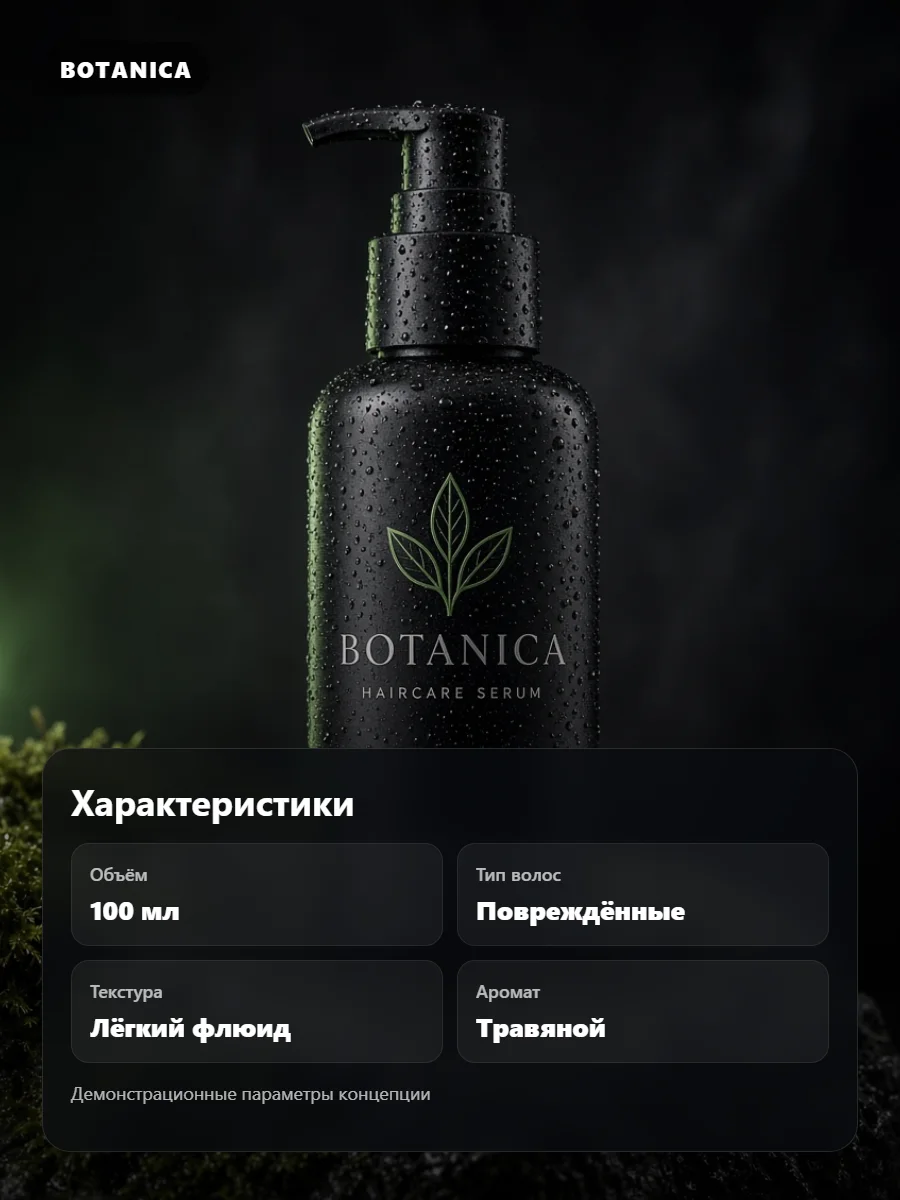 BOTANICA
BOTANICA
HAIRCARE SERUM
Характеристики
Объём
100 мл
Тип волос
Повреждённые
Текстура
Лёгкий флюид
Аромат
Травяной
Демонстрационные параметры концепции